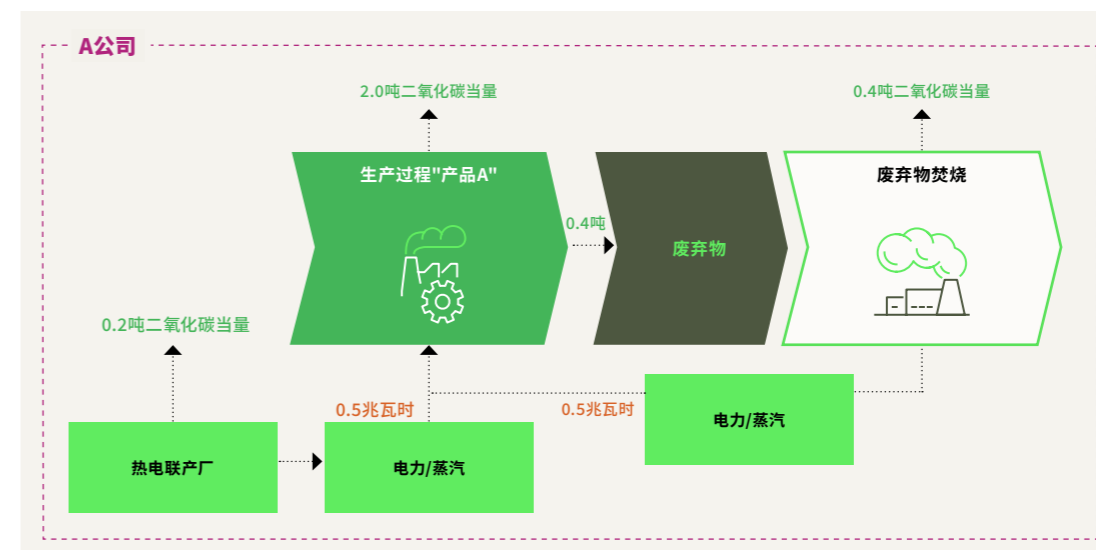 A公司
2.0吨二氧化碳当量
0.4吨二氧化碳当量
生产过程"产品A"
废弃物焚烧
0.4吨
废弃物
0.2吨二氧化碳当量
0.5兆瓦时
0.5兆瓦时
电力/蒸汽
热电联产厂
电力/蒸汽